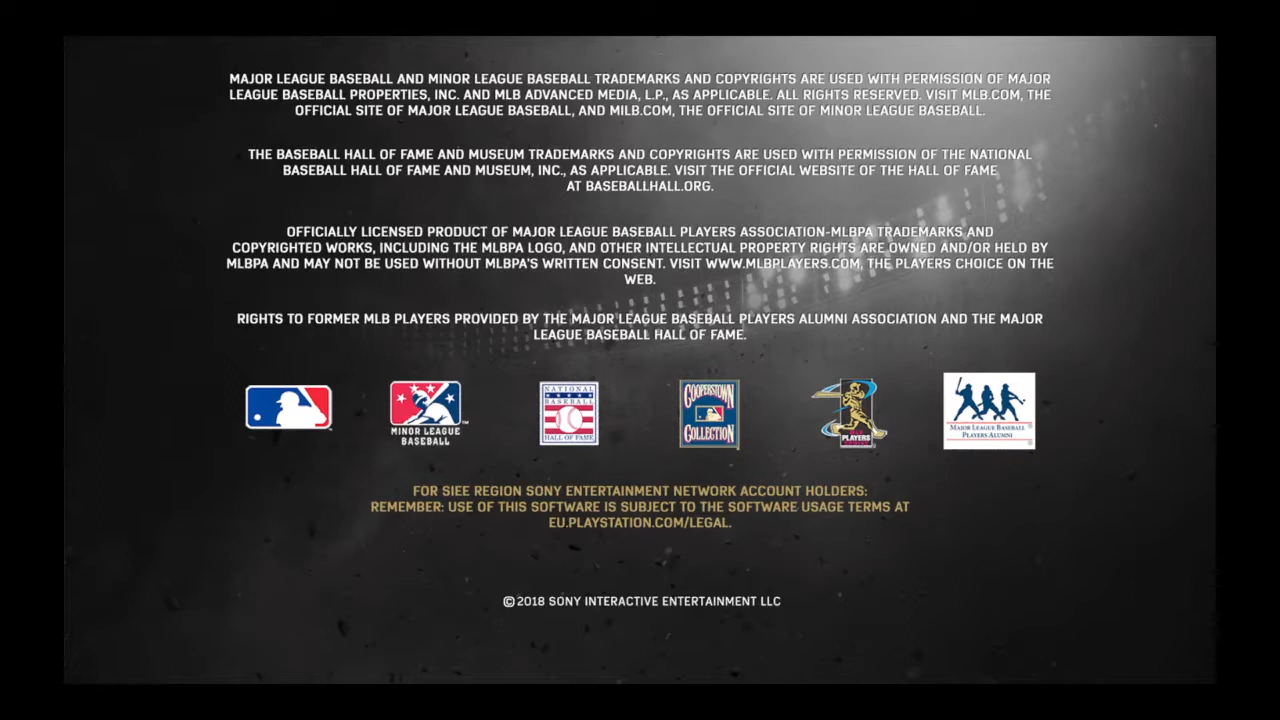 MAJOR LEAGUE BASEBALL AND MINOR LEAGUE BASEBALL TRADEMARKS AND COPYRIGHTS ARE USED WITH PERMISSION OF MAJOR
LEAGUE BASEBALL PROPERTIES, INC. AND MLB ADVANCED MEDIA, L.P., AS APPLICABLE. ALL RIGHTS RESERVED. VISIT MLB.COM, THE
OFFICIAL SITE OF MAJOR LEAGUE BASEBALL, AND MILB.COM, THE OFFICIAL SITE OF MINOR LEAGUE BASEBALL.
THE BASEBALL HALL OF FAME AND MUSEUM TRADEMARKS AND COPYRIGHTS ARE USED WITH PERMISSION OF THE NATIONAL
BASEBALL HALL OF FAME AND MUSEUM, INC., AS APPLICABLE. VISIT THE OFFICIAL WEBSITE OF THE HALL OF FAME
AT BASEBALLHALL.ORG.
OFFICIALLY LICENSED PRODUCT OF MAJOR LEAGUE BASEBALL PLAYERS ASSOCIATION-MLBPA TRADEMARKS AND
COPYRIGHTED WORKS, INCLUDING THE MLBPA LOGO, AND OTHER INTELLECTUAL PROPERTY RIGHTS ARE OWNED AND/OR HELD BY
MLBPA AND MAY NOT BE USED WITHOUT MLBPA'S WRITTEN CONSENT. VISIT WWW.MLBPLAYERS.COM, THE PLAYERS CHOICE ON THE
WEB.
RIGHTS TO FORMER MLB PLAYERS PROVIDED BY THE MAJOR LEAGUE BASEBALL PLAYERS ALUMNI ASSOCIATION AND THE MAJOR
LEAGUE BASEBALL HALL OF FAME.
MINOR LEAGUE
BASEBALL
NATIONAL
BASEBALL
HALL OF FAME
COOPERSTOWN
COLLECTION
PLAYERS
MAJOR LEAGUE BASEBALL
PLAYERS ALUMNI
FOR SIEE REGION SONY ENTERTAINMENT NETWORK ACCOUNT HOLDERS:
REMEMBER: USE OF THIS SOFTWARE IS SUBJECT TO THE SOFTWARE USAGE TERMS AT
EU.PLAYSTATION.COM/LEGAL.
©2018 SONY INTERACTIVE ENTERTAINMENT LLC